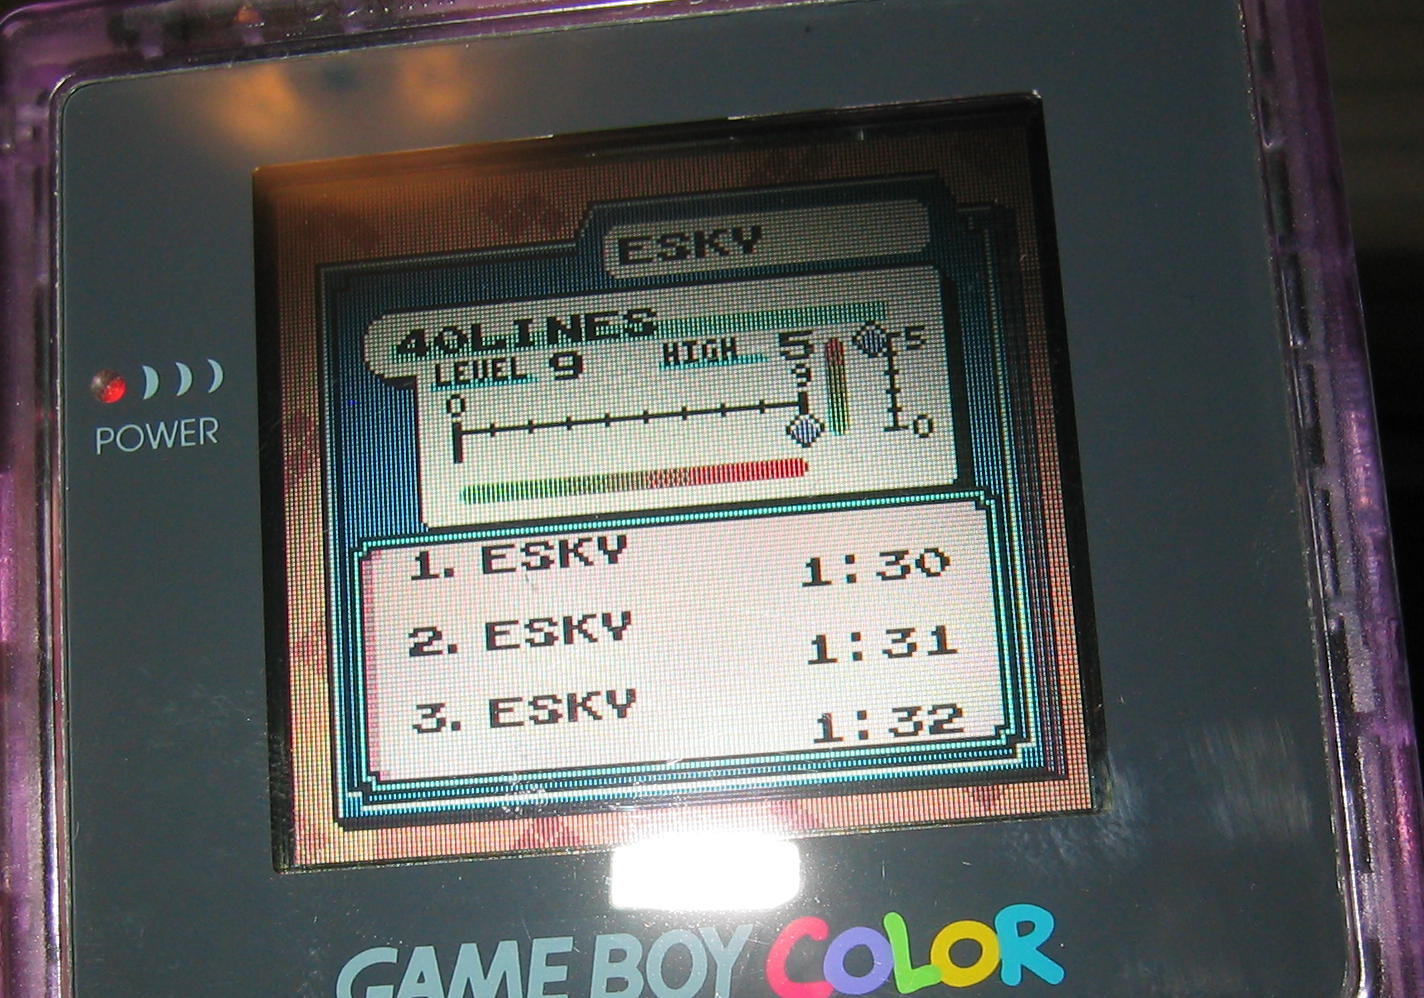 ESKY
40LINES
LEVEL 9 HIGH 5
0 9 5
0
POWER
1. ESKY 1:30
2. ESKY 1:31
3. ESKY 1:32
GAME BOY COLOR